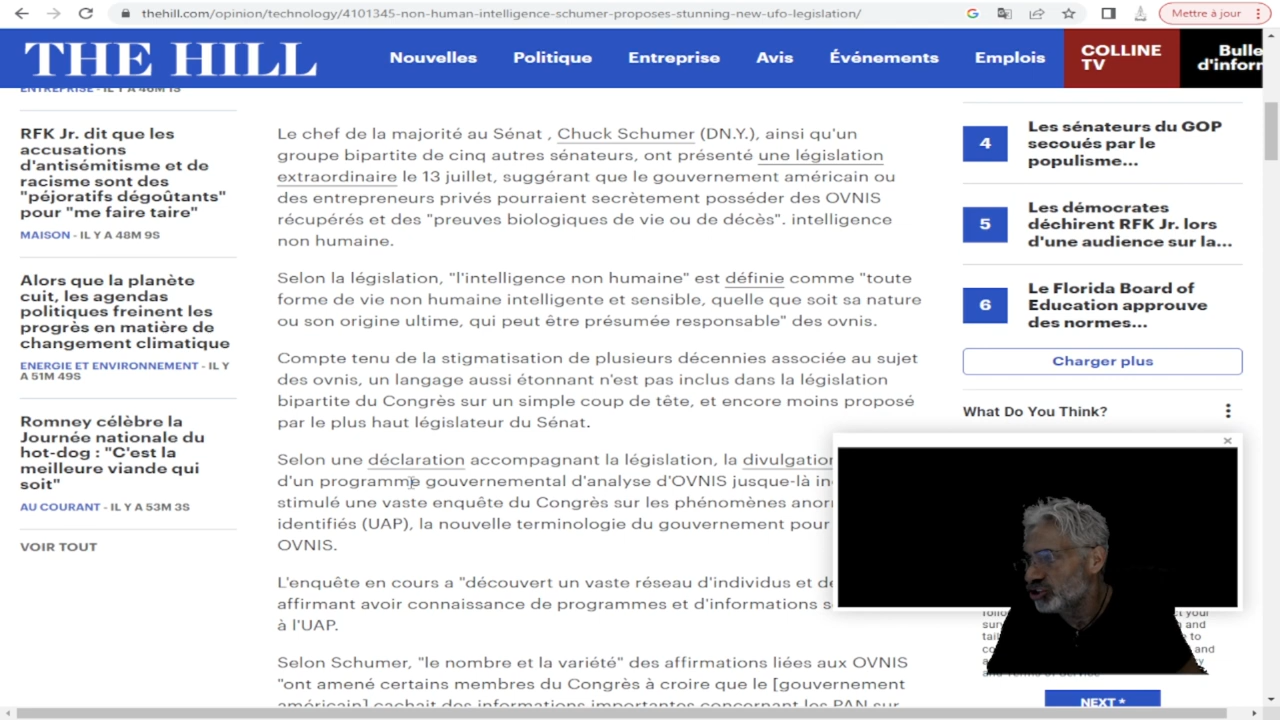 thehill.com/opinion/technology/4101345-non-human-intelligence-schumer-proposes-stunning-new-ufo-legislation/
Mettre à jour
THE HILL
Nouvelles
Politique
Entreprise
Avis
Événements
Emplois
COLLINE
TV
Bulle
d'inforr
ENTREPRISE - IL Y A 46M 1S
RFK Jr. dit que les
accusations
d'antisémitisme et de
racisme sont des
"péjoratifs dégoûtants"
pour "me faire taire"
MAISON - IL Y A 48M 9S
Alors que la planète
cuit, les agendas
politiques freinent les
progrès en matière de
changement climatique
ENERGIE ET ENVIRONNEMENT - IL Y
A 51M 49S
Romney célèbre la
Journée nationale du
hot-dog : "C'est la
meilleure viande qui
soit"
AU COURANT - IL Y A 53M 3S
VOIR TOUT
Le chef de la majorité au Sénat , Chuck Schumer (DN.Y.), ainsi qu'un
groupe bipartite de cinq autres sénateurs, ont présenté une législation
extraordinaire le 13 juillet, suggérant que le gouvernement américain ou
des entrepreneurs privés pourraient secrètement posséder des OVNIS
récupérés et des "preuves biologiques de vie ou de décès". intelligence
non humaine.
Selon la législation, "l'intelligence non humaine" est définie comme "toute
forme de vie non humaine intelligente et sensible, quelle que soit sa nature
ou son origine ultime, qui peut être présumée responsable" des ovnis.
Compte tenu de la stigmatisation de plusieurs décennies associée au sujet
des ovnis, un langage aussi étonnant n'est pas inclus dans la législation
bipartite du Congrès sur un simple coup de tête, et encore moins proposé
par le plus haut législateur du Sénat.
Selon une déclaration accompagnant la législation, la divulgation
d'un programme gouvernemental d'analyse d'OVNIS jusque-là in
stimulé une vaste enquête du Congrès sur les phénomènes anor
identifiés (UAP), la nouvelle terminologie du gouvernement pour
OVNIS.
L'enquête en cours a "découvert un vaste réseau d'individus et de
affirmant avoir connaissance de programmes et d'informations s
à l'UAP.
Selon Schumer, "le nombre et la variété" des affirmations liées aux OVNIS
"ont amené certains membres du Congrès à croire que le [gouvernement
américain] cachait des informations importantes concernant les PAN sur
4
Les sénateurs du GOP
secoués par le
populisme...
5
Les démocrates
déchirent RFK Jr. lors
d'une audience sur la...
6
Le Florida Board of
Education approuve
des normes...
Charger plus
What Do You Think?
NEXT *